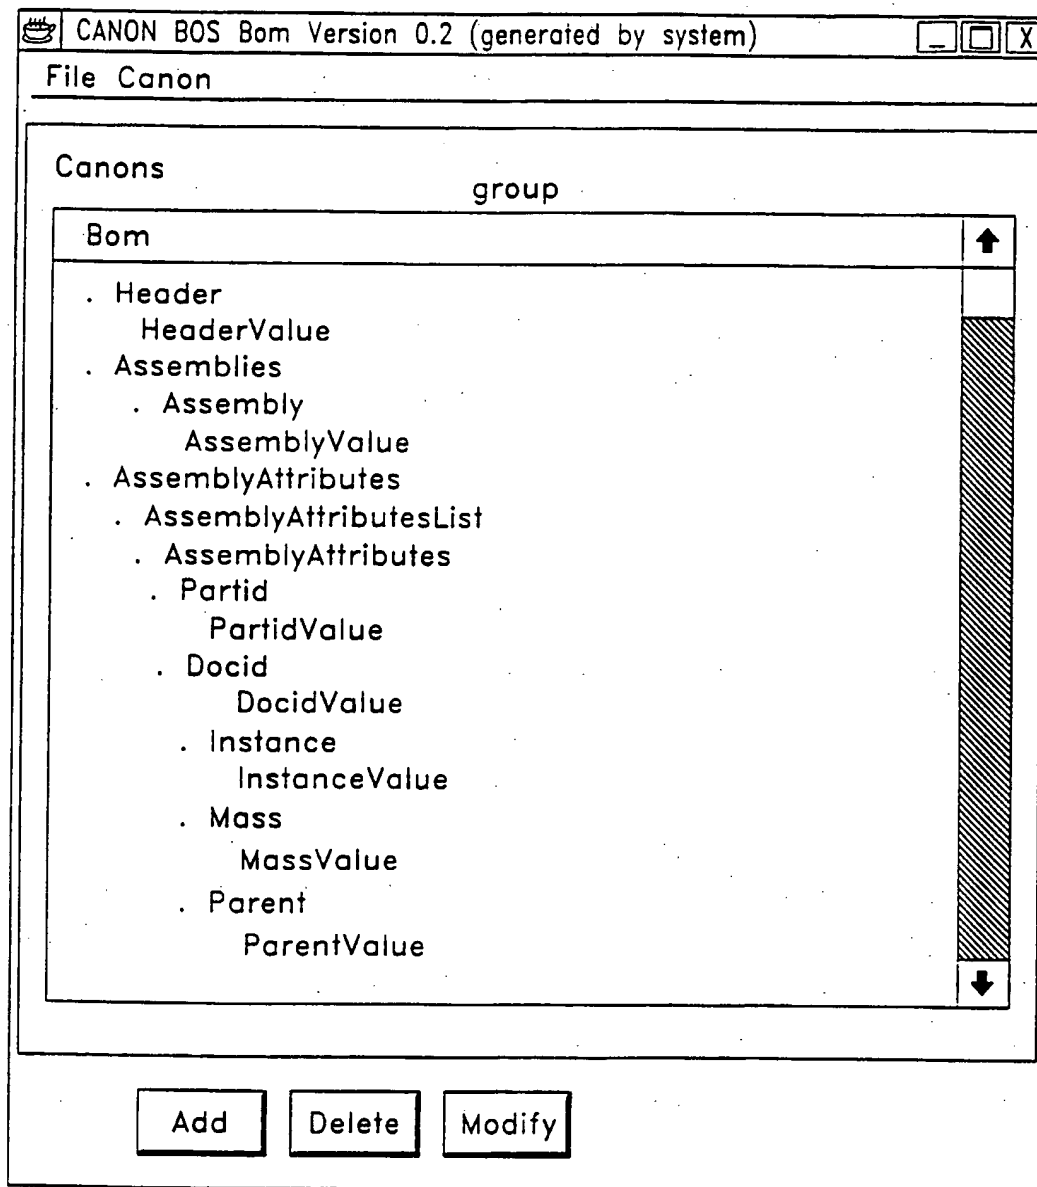 CANON BOS Bom Version 0.2 (generated by system)
X
File Canon
Canons
group
Bom
. Header
HeaderValue
. Assemblies
. Assembly
AssemblyValue
. AssemblyAttributes
. AssemblyAttributesList
. AssemblyAttributes
. Partid
PartidValue
. Docid
DocidValue
. Instance
InstanceValue
. Mass
MassValue
. Parent
ParentValue
Add Delete Modify